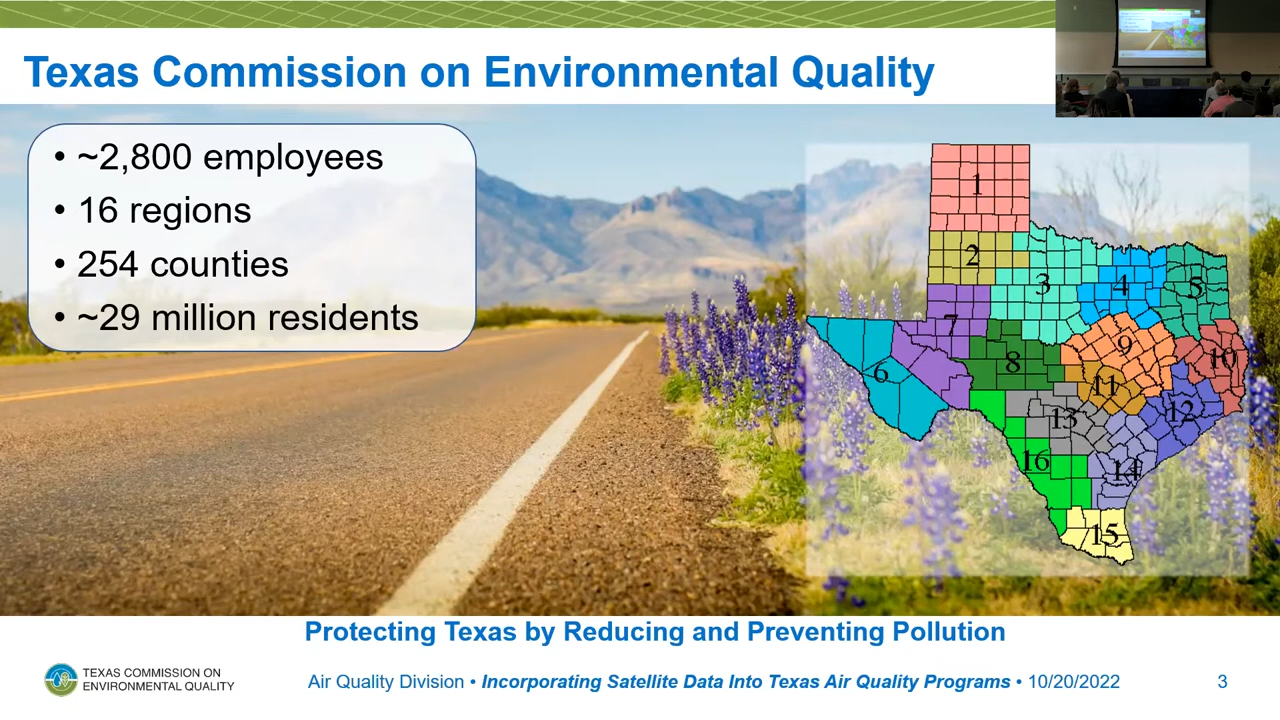 Texas Commission on Environmental Quality
• ~2,800 employees
• 16 regions
• 254 counties
• ~29 million residents
1
2
3
4
5
6
7
8
9
10
11
12
13
14
15
16
Protecting Texas by Reducing and Preventing Pollution
TEXAS COMMISSION ON
ENVIRONMENTAL QUALITY
Air Quality Division • Incorporating Satellite Data Into Texas Air Quality Programs • 10/20/2022
3